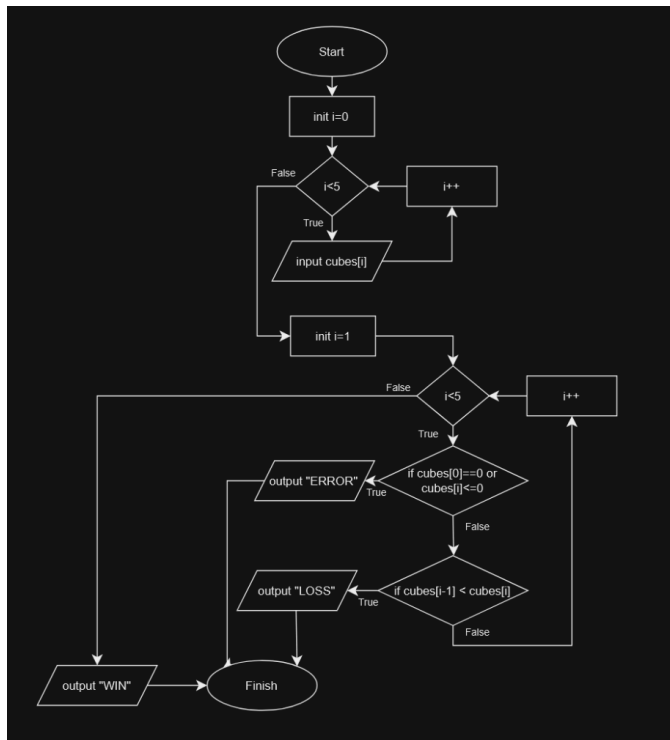 Start
init i=0
False
i<5
i++
True
input cubes[i]
init i=1
False
i<5
i++
True
if cubes[0]==0 or
cubes[i]<=0
output "ERROR"
True
False
if cubes[i-1] < cubes[i]
output "LOSS"
True
False
output "WIN"
Finish